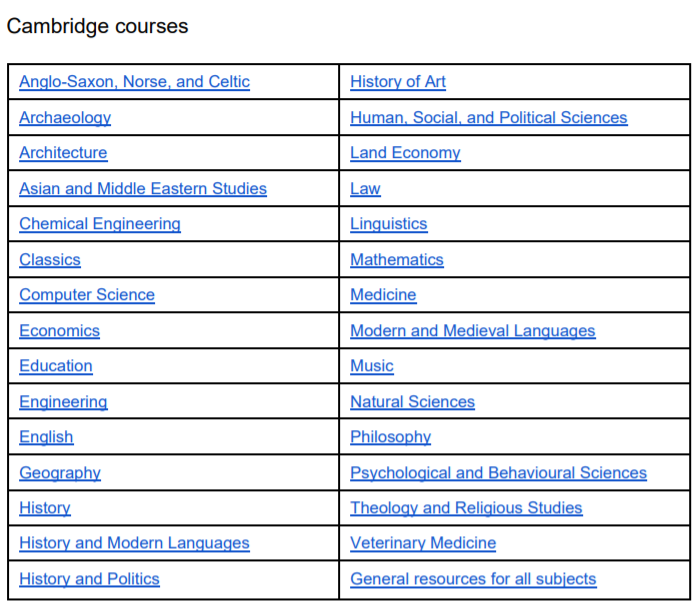 Cambridge courses
Anglo-Saxon, Norse, and Celtic
History of Art
Archaeology
Human, Social, and Political Sciences
Architecture
Land Economy
Asian and Middle Eastern Studies
Law
Chemical Engineering
Linguistics
Classics
Mathematics
Computer Science
Medicine
Economics
Modern and Medieval Languages
Education
Music
Engineering
Natural Sciences
English
Philosophy
Geography
Psychological and Behavioural Sciences
History
Theology and Religious Studies
History and Modern Languages
Veterinary Medicine
History and Politics
General resources for all subjects